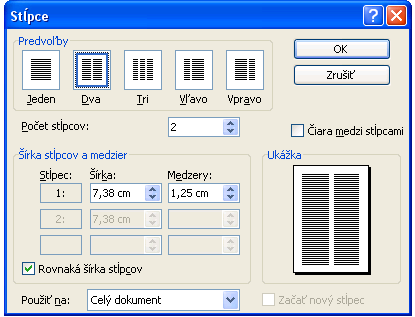 Stĺpce
Predvoľby
OK
Zrušiť
Jeden
Dva
Tri
Vľavo
Vpravo
Počet stĺpcov: 2
Čiara medzi stĺpcami
Šírka stĺpcov a medzier
Ukážka
Stĺpec: Šírka: Medzery:
1: 7,38 cm 1,25 cm
2: 7,38 cm
Rovnaká šírka stĺpcov
Použiť na: Celý dokument
Začať nový stĺpec